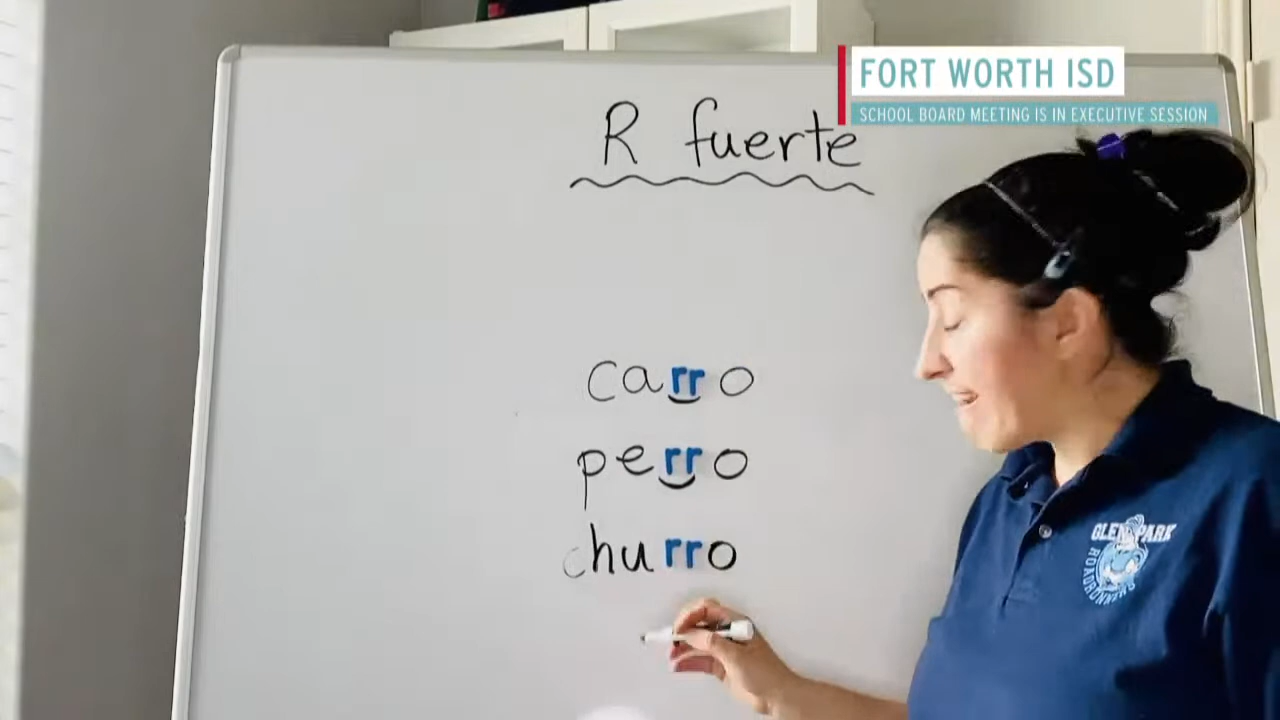 FORT WORTH ISD
SCHOOL BOARD MEETING IS IN EXECUTIVE SESSION
R fuerte
carro
perro
churro
GLEN PARK
ROADRUNNERS